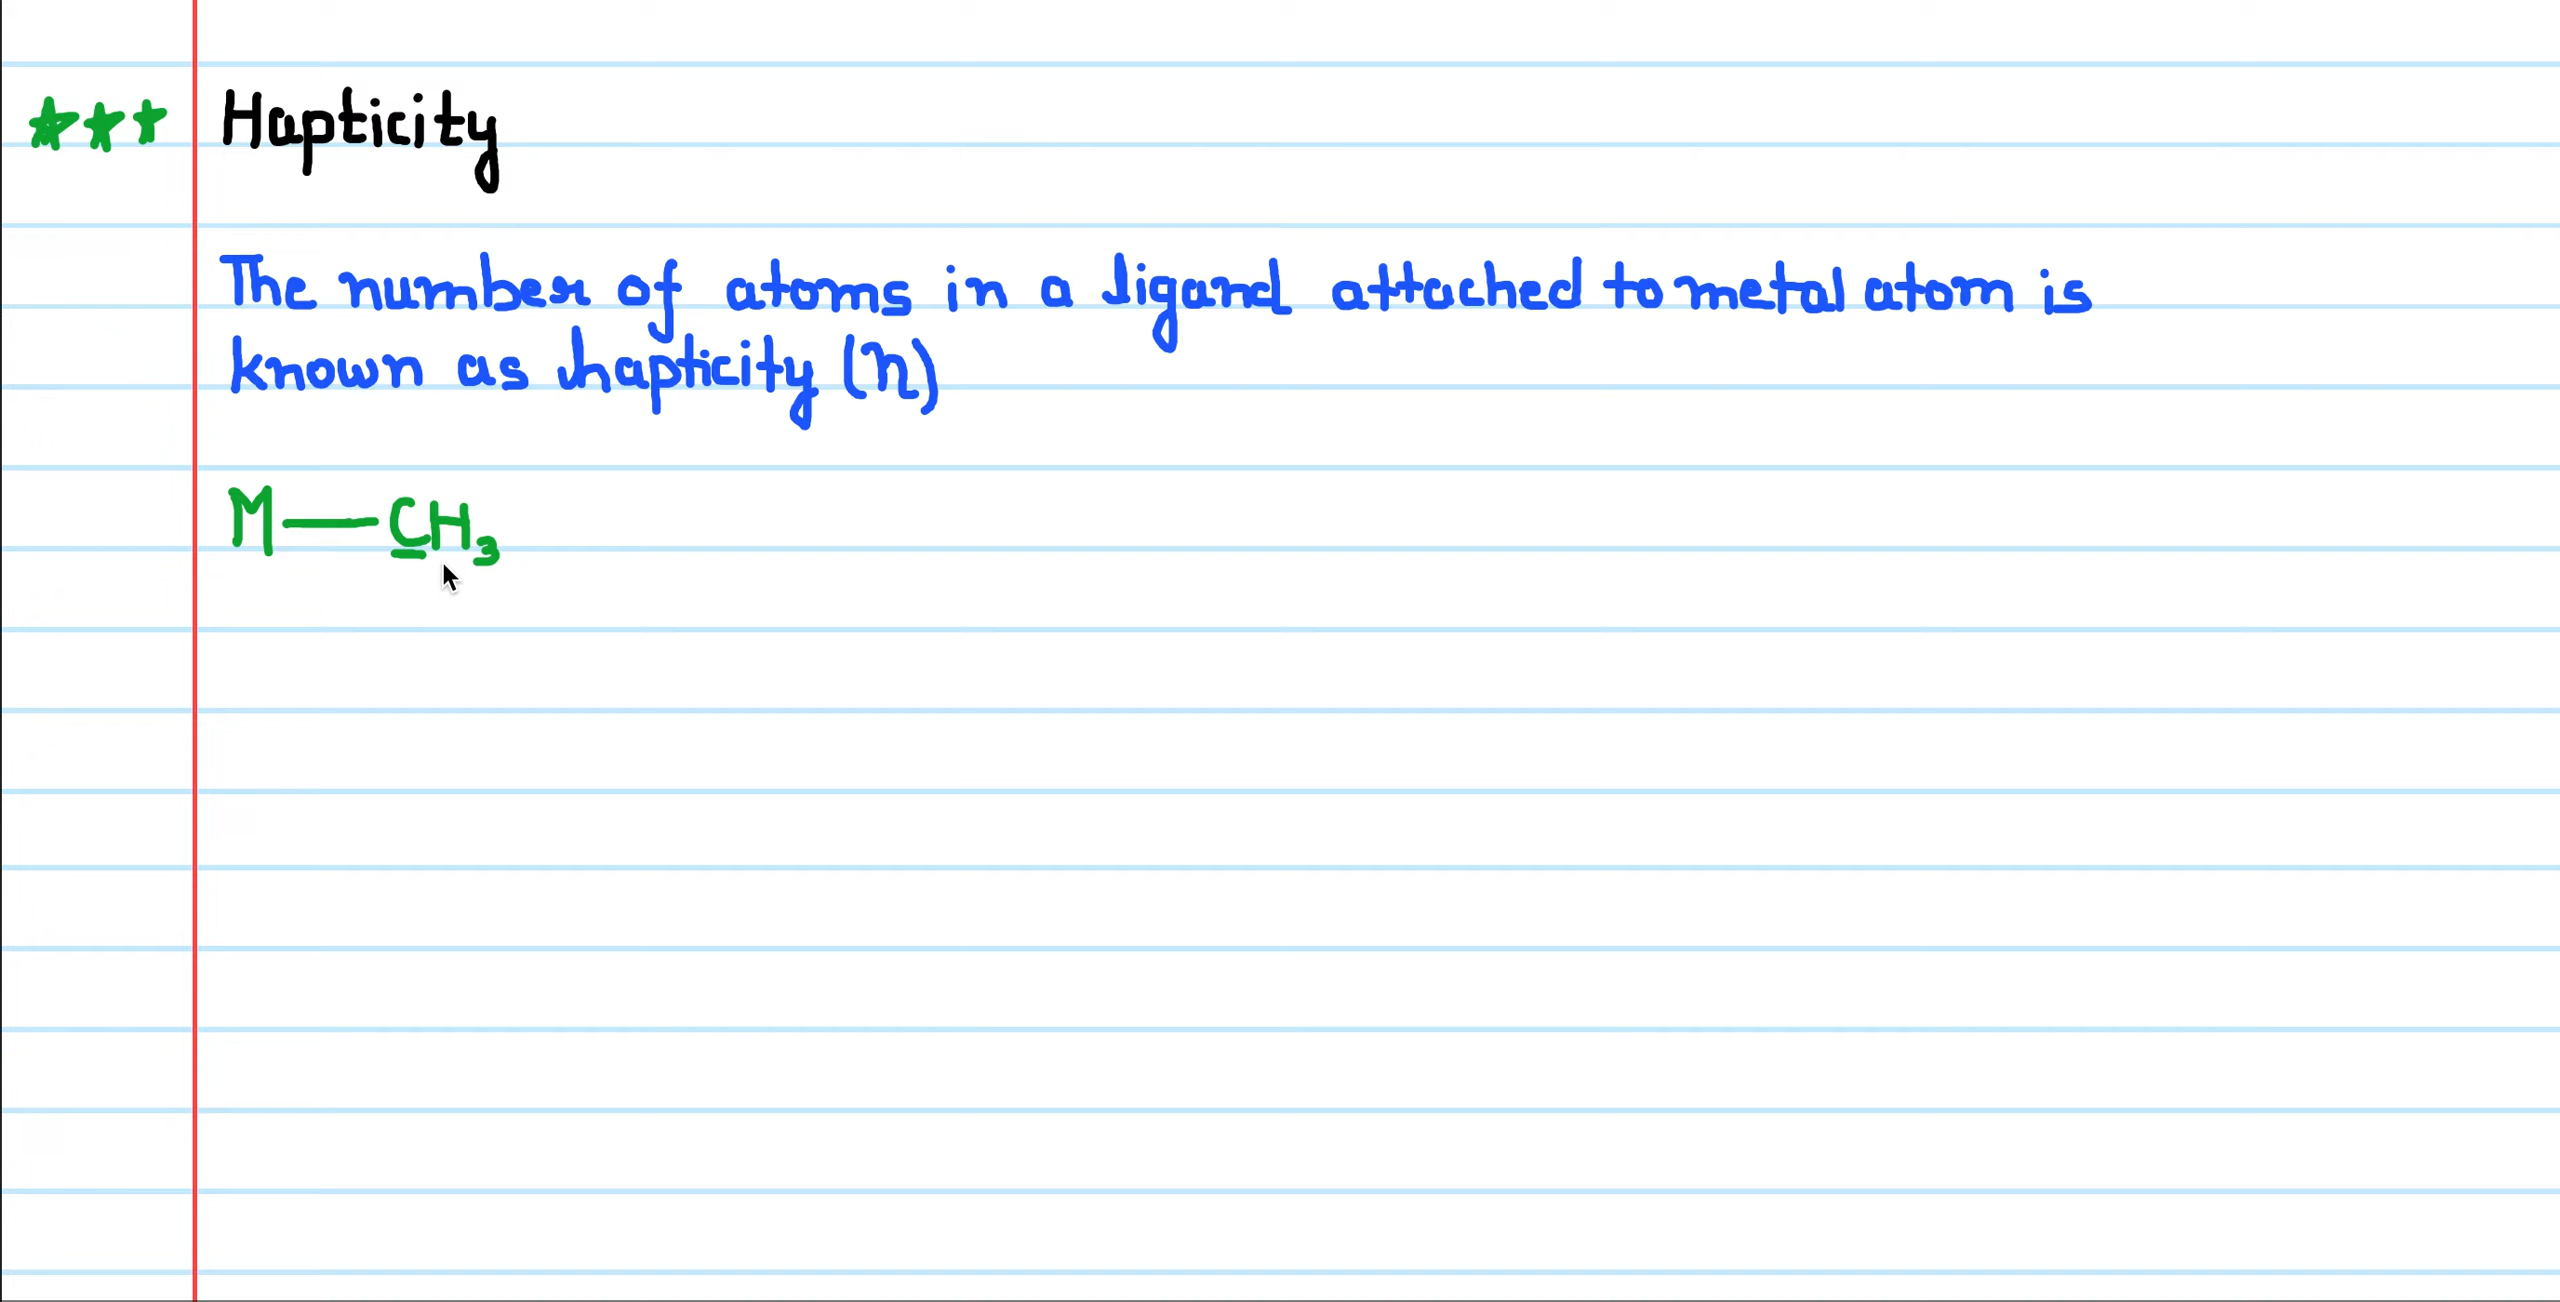 Hapticity
The number of atoms in a ligand attached to metal atom is
known as hapticity (η)
M—CH₃